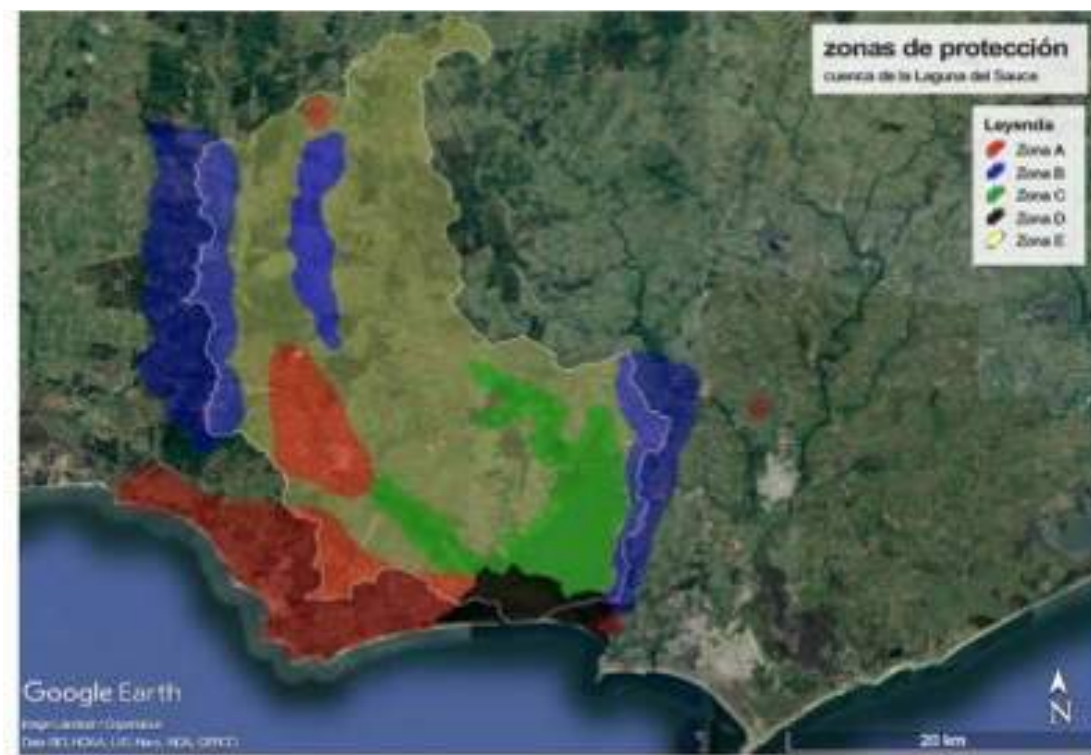 zonas de protección
cuenca de la Laguna del Sauce
Leyenda
Zona A
Zona B
Zona C
Zona D
Zona E
Google Earth
N
20 km